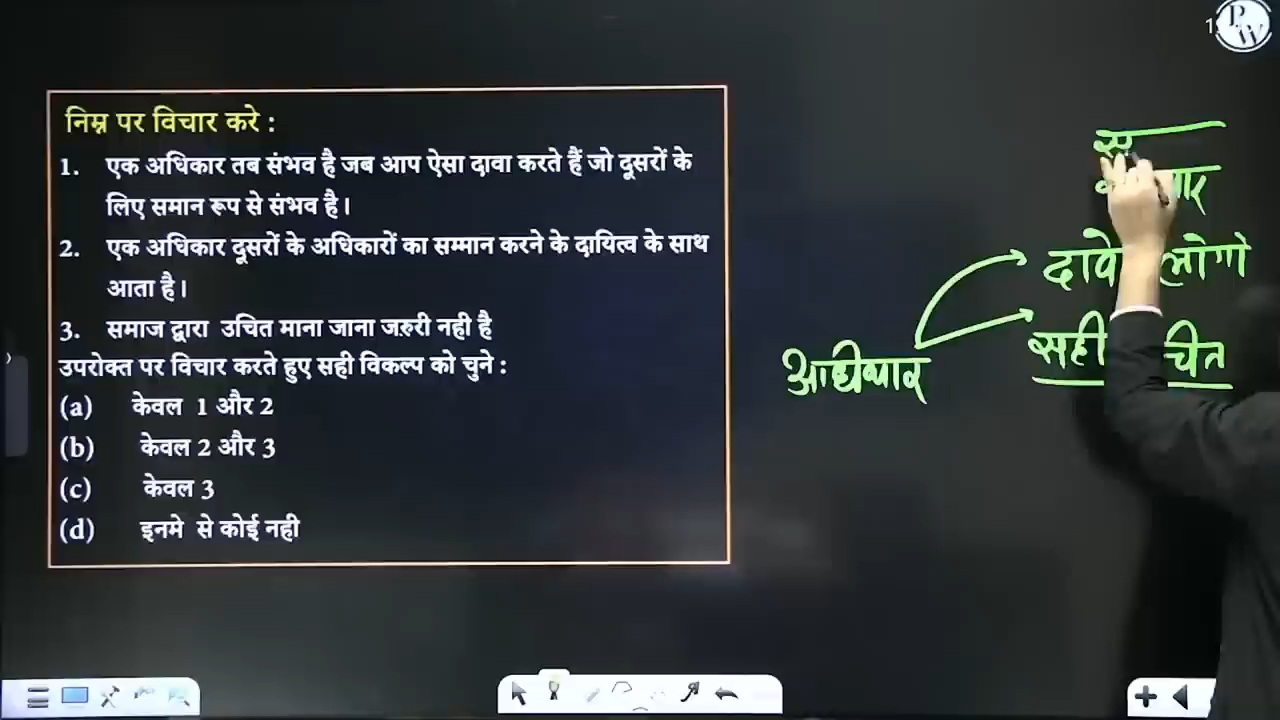 निम्न पर विचार करे :
1. एक अधिकार तब संभव है जब आप ऐसा दावा करते हैं जो दूसरों के
लिए समान रूप से संभव है।
2. एक अधिकार दूसरों के अधिकारों का सम्मान करने के दायित्व के साथ
आता है।
3. समाज द्वारा उचित माना जाना जरुरी नही है
उपरोक्त पर विचार करते हुए सही विकल्प को चुने :
(a) केवल 1 और 2
(b) केवल 2 और 3
(c) केवल 3
(d) इनमे से कोई नही
दावे लोगो
अधिकार
सही
PW